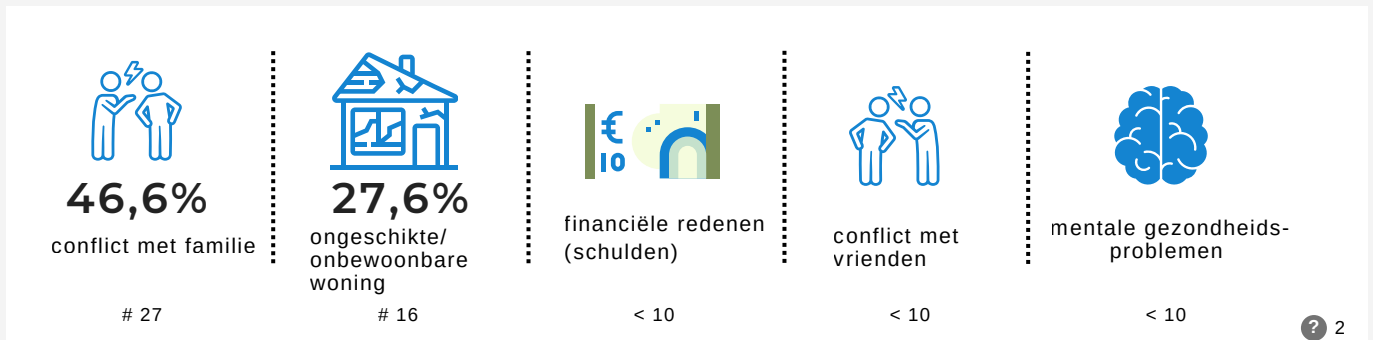 46,6%
conflict met familie
# 27
27,6%
ongeschikte/
onbewoonbare
woning
# 16
€
10
financiële redenen
(schulden)
< 10
conflict met
vrienden
< 10
mentale gezondheids-
problemen
< 10
? 2